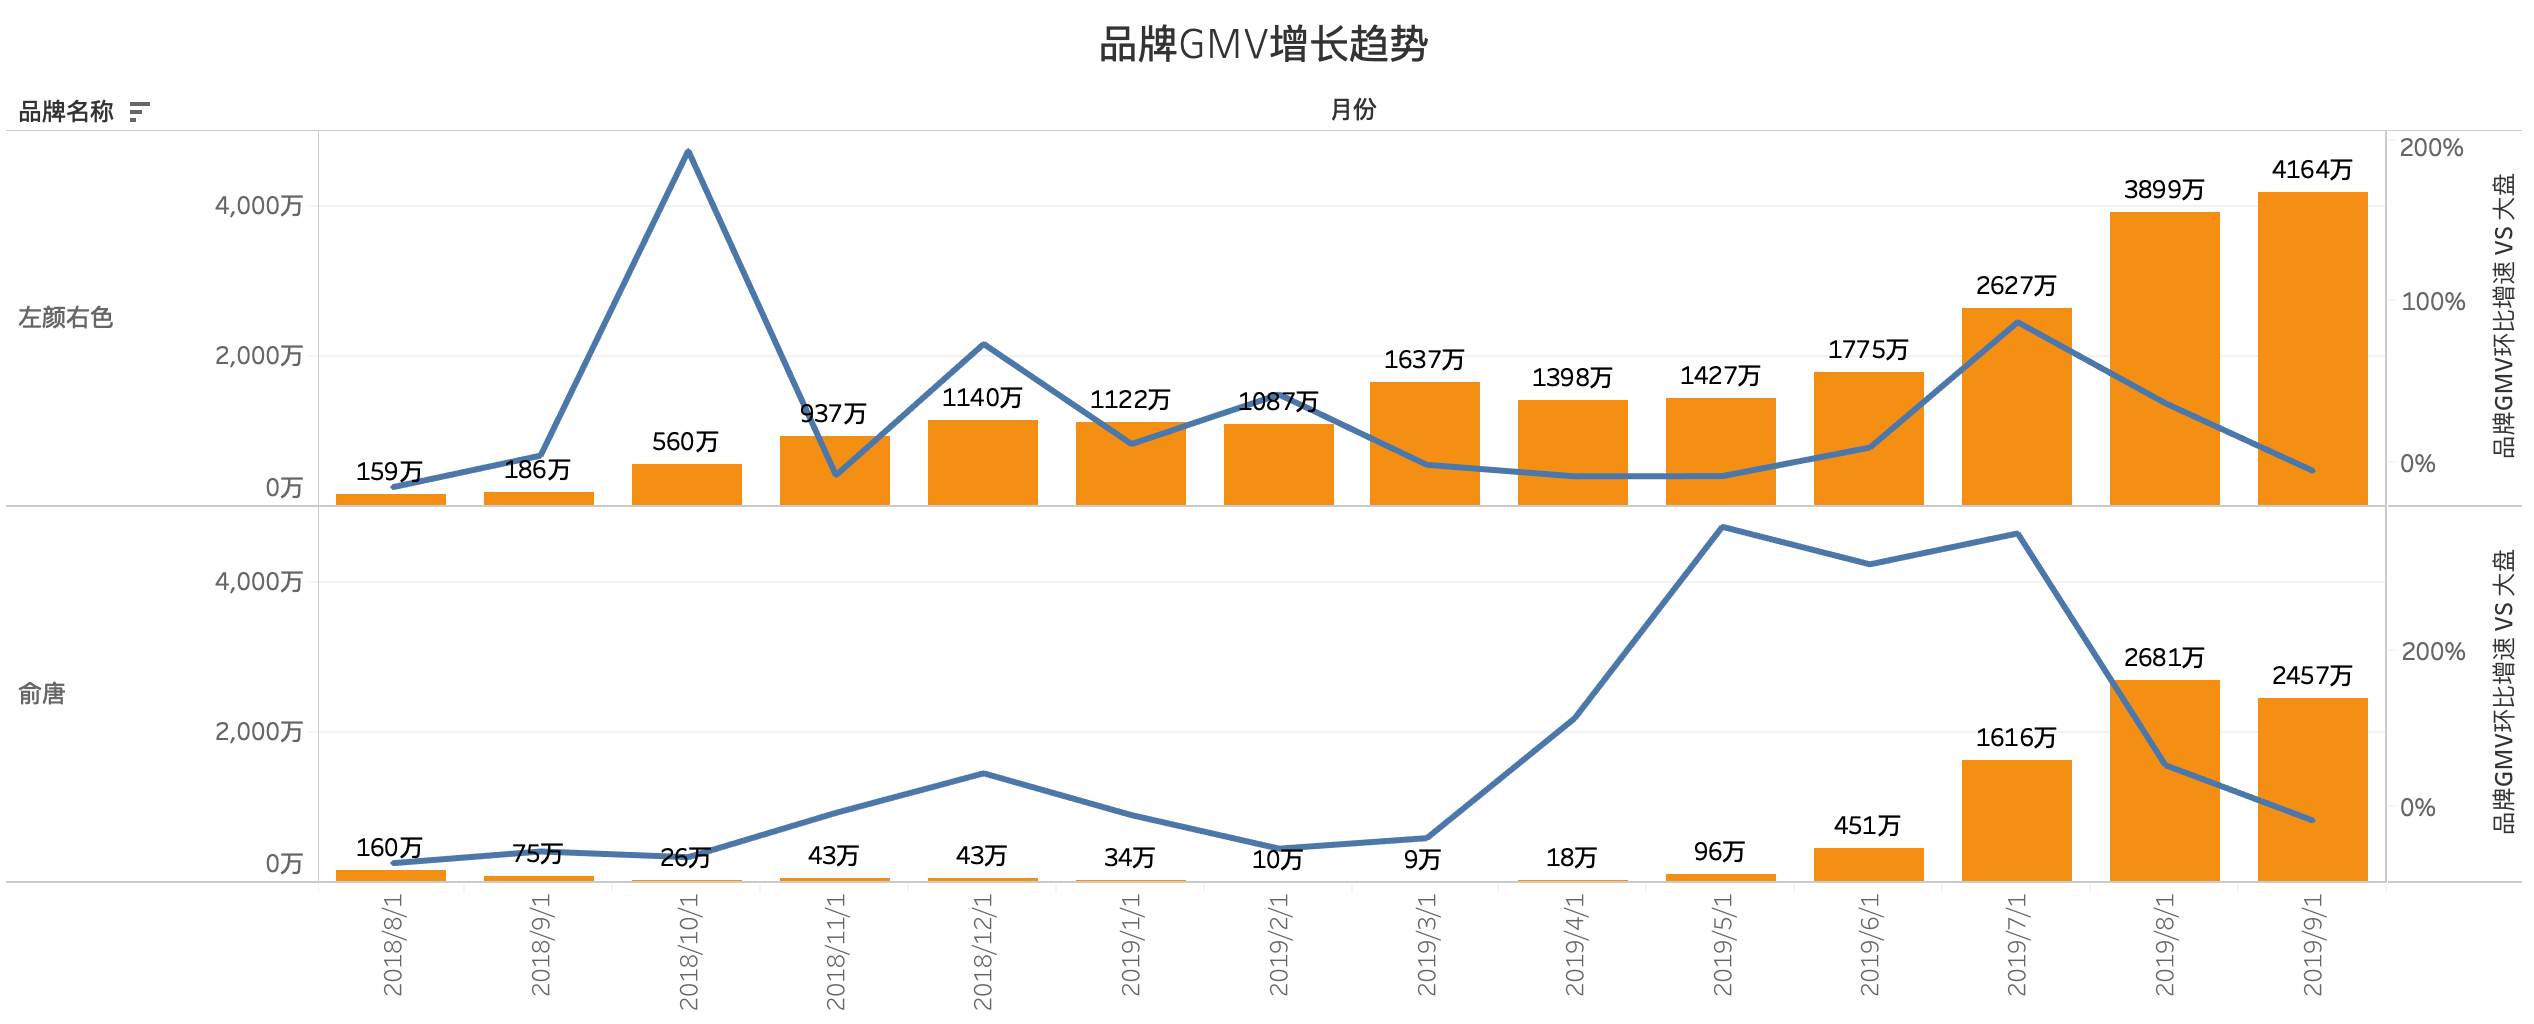 品牌GMV增长趋势
品牌名称
月份
左颜右色
4,000万
2,000万
0万
159万
186万
560万
937万
1140万
1122万
1087万
1637万
1398万
1427万
1775万
2627万
3899万
4164万
200%
100%
0%
品牌GMV环比增速 VS 大盘
俞唐
4,000万
2,000万
0万
160万
75万
26万
43万
43万
34万
10万
9万
18万
96万
451万
1616万
2681万
2457万
200%
0%
品牌GMV环比增速 VS 大盘
2018/8/1
2018/9/1
2018/10/1
2018/11/1
2018/12/1
2019/1/1
2019/2/1
2019/3/1
2019/4/1
2019/5/1
2019/6/1
2019/7/1
2019/8/1
2019/9/1